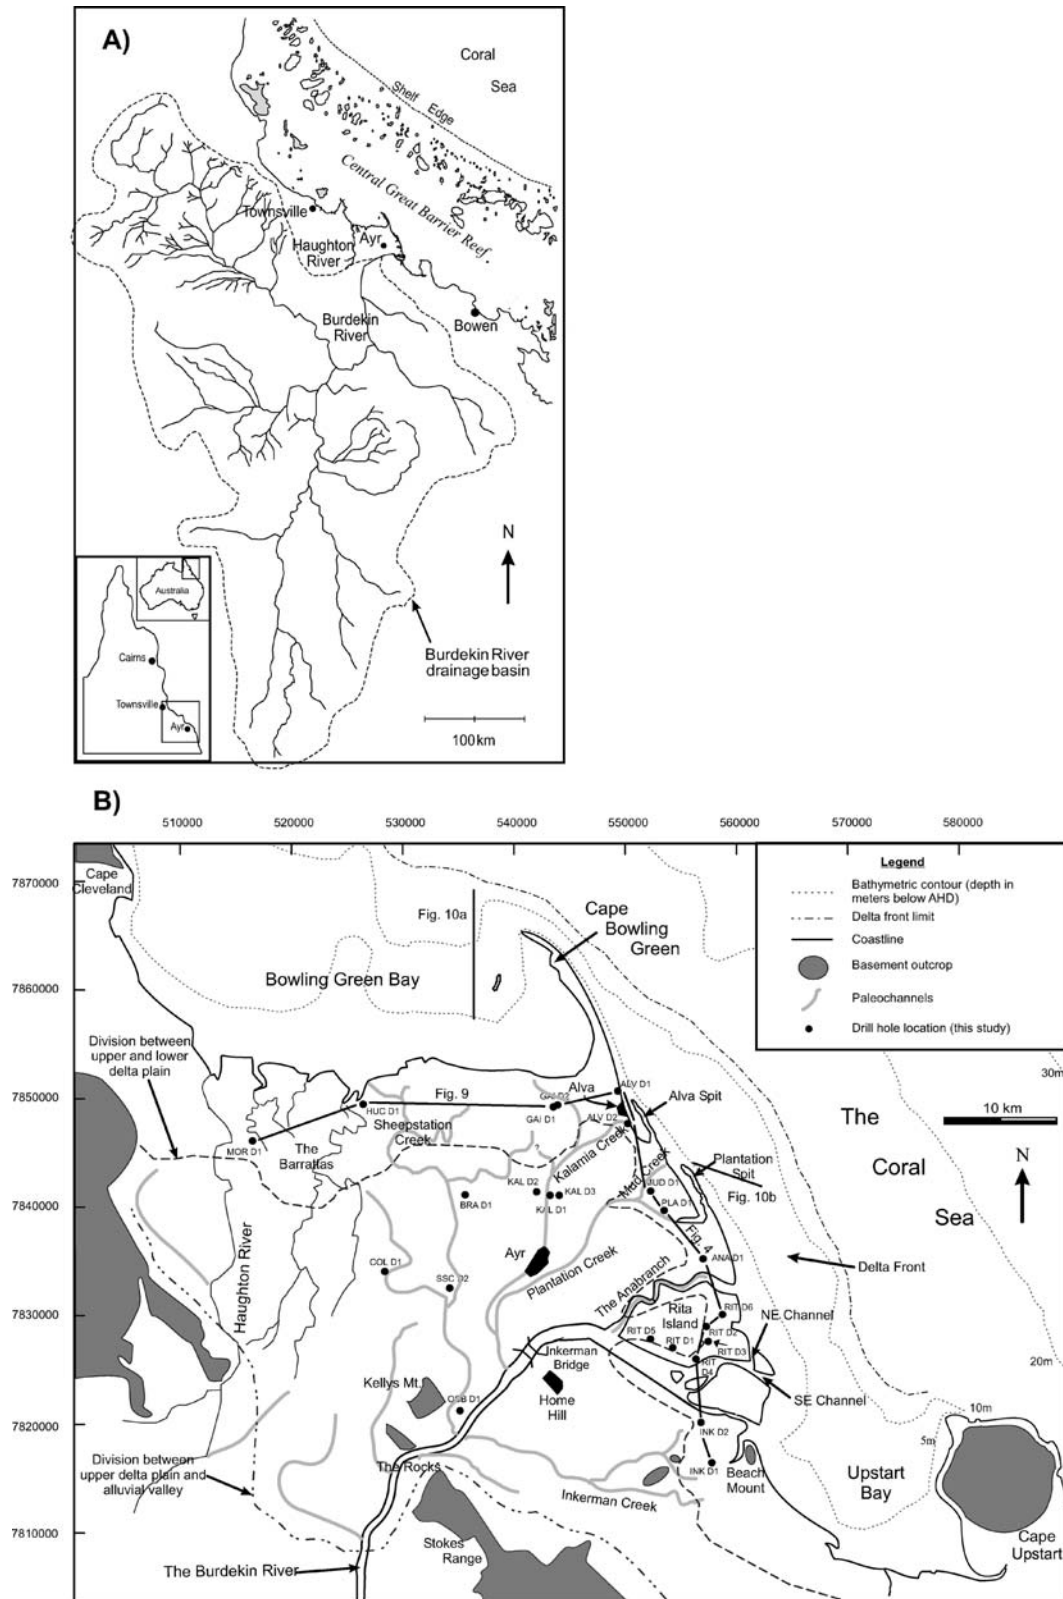 A)
Coral
Sea
Shelf Edge
Central Great Barrier Reef
Townsville
Haughton
River
Ayr
Burdekin
River
Bowen
N
Australia
Cairns
Townsville
Ayr
Burdekin River
drainage basin
100 km
B)
510000
520000
530000
540000
550000
560000
570000
580000
7870000
7860000
7850000
7840000
7830000
7820000
7810000
Legend
Bathymetric contour (depth in
meters below AHD)
Delta front limit
Coastline
Basement outcrop
Paleochannels
Drill hole location (this study)
Cape
Cleveland
Fig. 10a
Cape
Bowling
Green
Bowling Green Bay
Division between
upper and lower
delta plain
30m
10 km
The
Coral
Sea
N
Fig. 9
Alva
ALV D1
Alva Spit
ALV D2
HUC D1
GAI D2
GAI D1
Sheepstation
Creek
MOR D1
The
Barrattas
Kalamia Creek
Mud Creek
Plantation
Spit
Fig. 10b
KAL D2
KAL D3
KAL D1
BRA D1
JUD D1
PLA D1
Fig. 4
ANA D1
Delta Front
Haughton River
Ayr
Plantation Creek
COL D1
SSC D2
The Anabranch
Rita
Island
RIT D6
RIT D5
RIT D1
RIT D2
RIT D3
RIT
D4
NE Channel
SE Channel
20m
Inkerman
Bridge
Kellys Mt.
Home
Hill
INK D2
10m
5m
INK D1
Beach
Mount
Upstart
Bay
Division between
upper delta plain and
alluvial valley
The Rocks
Inkerman Creek
Stokes
Range
Cape
Upstart
The Burdekin River